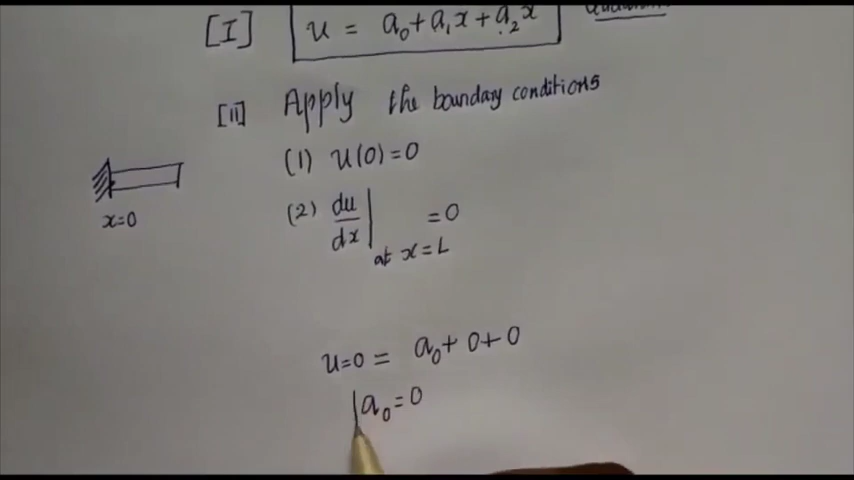 [I] u = a₀+a₁x+a₂x
[II] Apply the boundary conditions
(1) u(0)=0
x=0
(2) du/dx | at x=L =0
u=0 = a₀+0+0
a₀=0